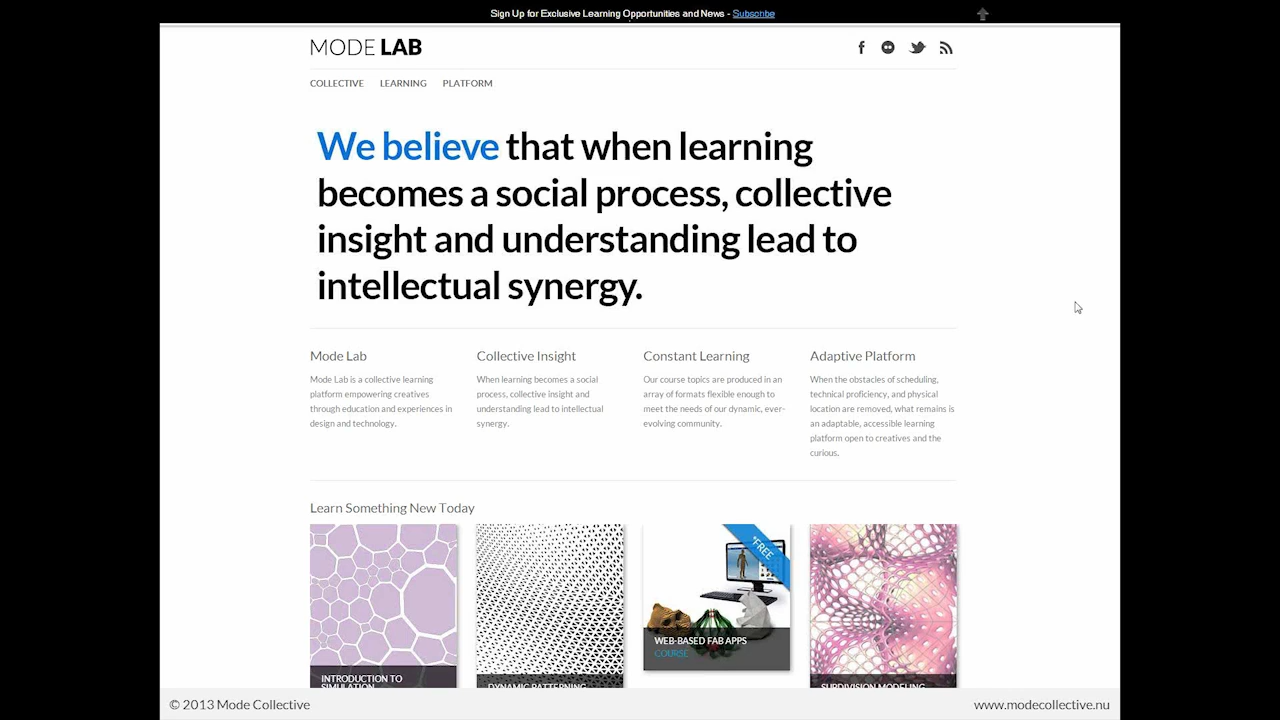 Sign Up for Exclusive Learning Opportunities and News - Subscribe
MODE LAB
COLLECTIVE LEARNING PLATFORM
We believe that when learning
becomes a social process, collective
insight and understanding lead to
intellectual synergy.
Mode Lab
Mode Lab is a collective learning
platform empowering creatives
through education and experiences in
design and technology.
Collective Insight
When learning becomes a social
process, collective insight and
understanding lead to intellectual
synergy.
Constant Learning
Our course topics are produced in an
array of formats flexible enough to
meet the needs of our dynamic, ever-
evolving community.
Adaptive Platform
When the obstacles of scheduling,
technical proficiency, and physical
location are removed, what remains is
an adaptable, accessible learning
platform open to creatives and the
curious.
Learn Something New Today
INTRODUCTION TO
SIMULATION
DYNAMIC PATTERNING
*FREE
WEB-BASED FAB APPS
COURSE
SUBDIVISION MODELING
© 2013 Mode Collective
www.modecollective.nu